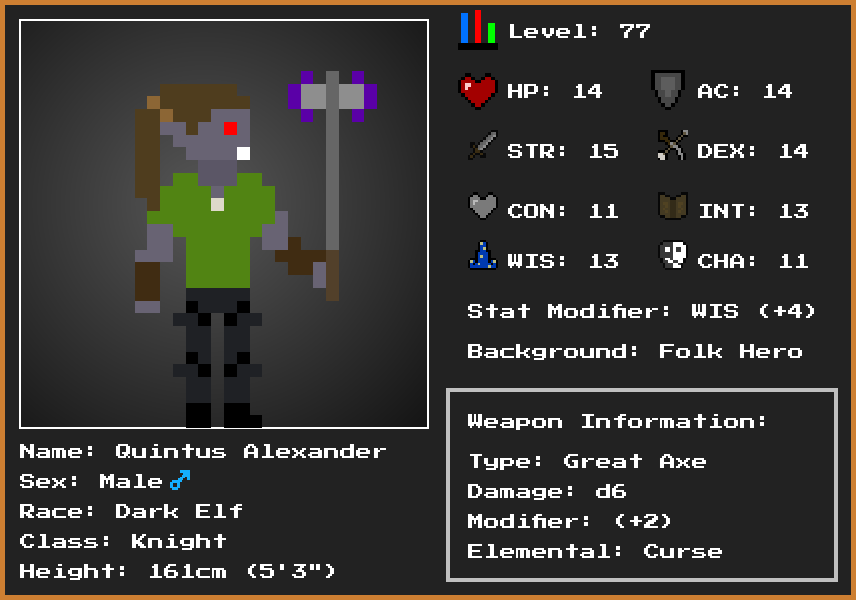 Level: 77
HP: 14 AC: 14
STR: 15 DEX: 14
CON: 11 INT: 13
WIS: 13 CHA: 11
Stat Modifier: WIS (+4)
Background: Folk Hero
Weapon Information:
Type: Great Axe
Damage: d6
Modifier: (+2)
Elemental: Curse
Name: Quintus Alexander
Sex: Male♂
Race: Dark Elf
Class: Knight
Height: 161cm (5'3")